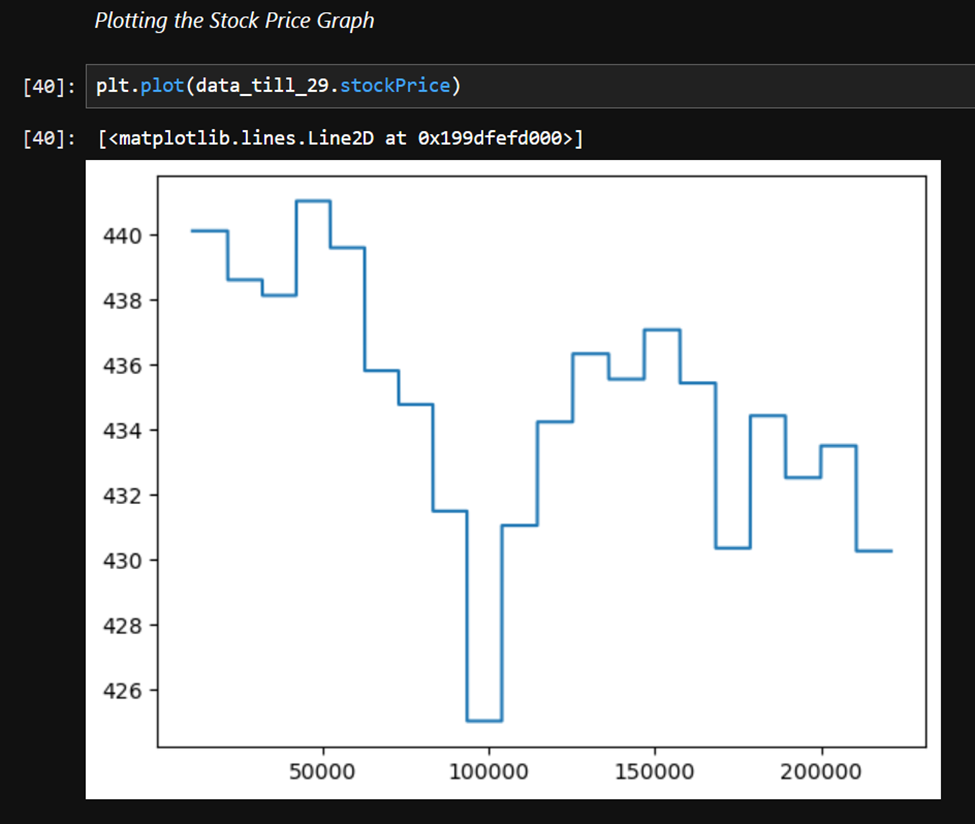 Plotting the Stock Price Graph
[40]: plt.plot(data_till_29.stockPrice)
[40]: [<matplotlib.lines.Line2D at 0x199dfefd000>]
440
438
436
434
432
430
428
426
50000 100000 150000 200000